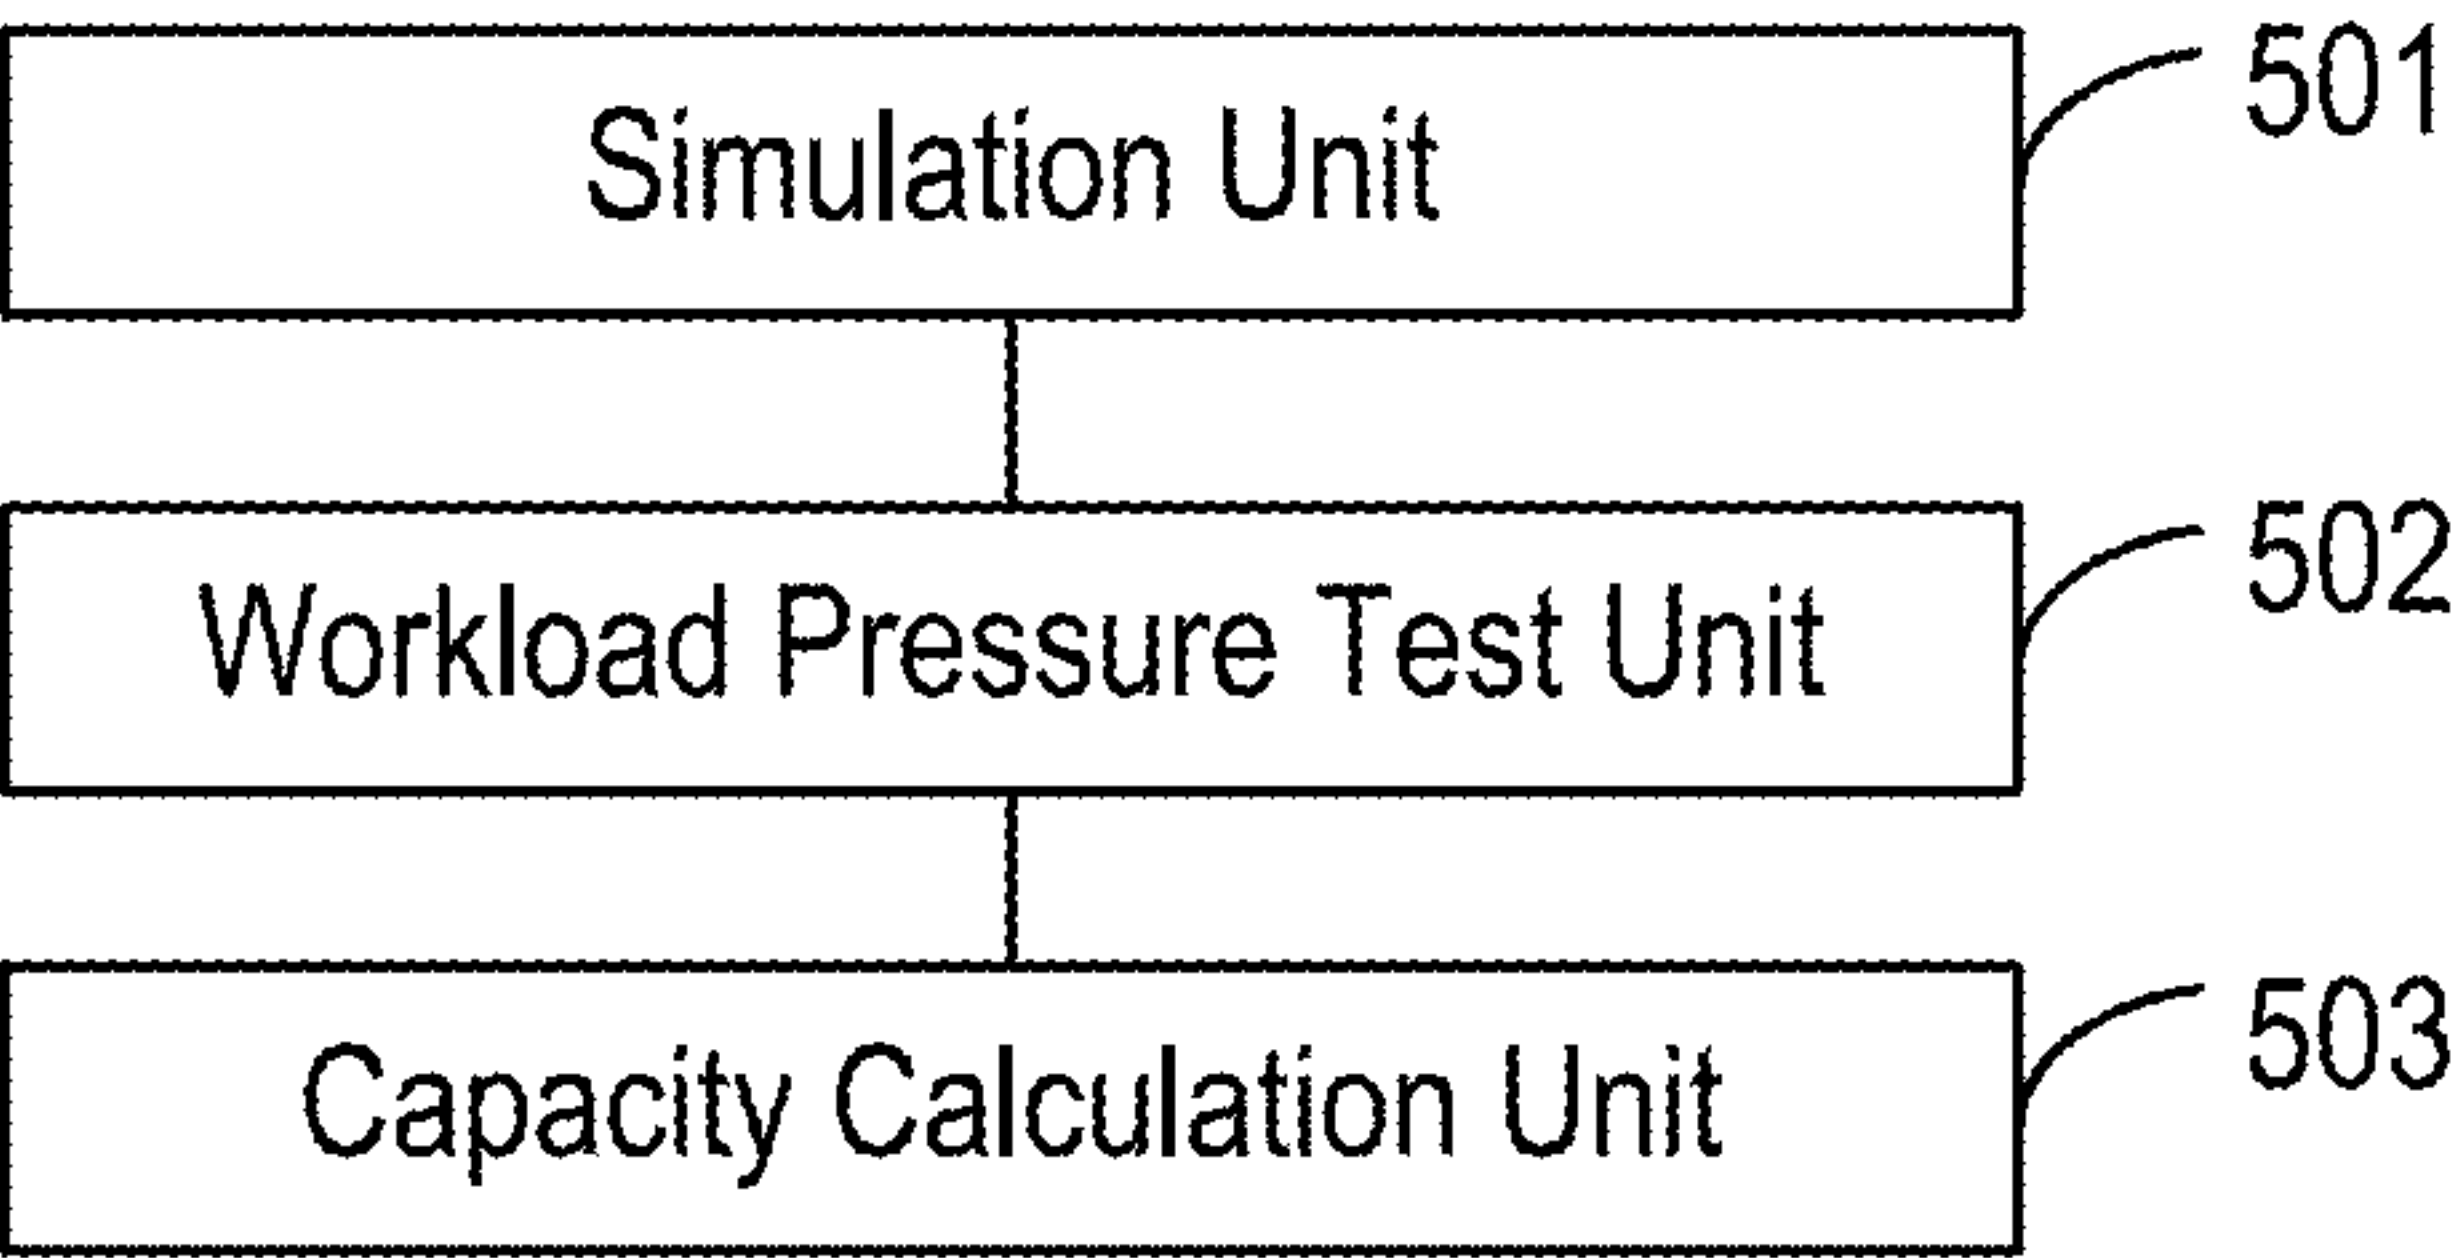 Simulation Unit
501
Workload Pressure Test Unit
502
Capacity Calculation Unit
503